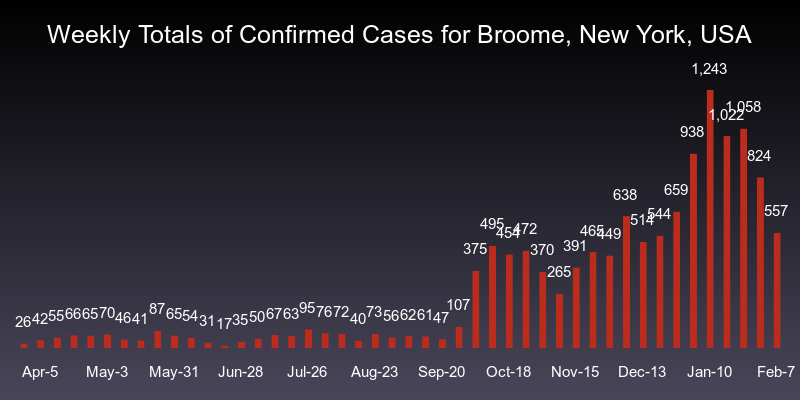 Weekly Totals of Confirmed Cases for Broome, New York, USA
26 42 55 66 65 70 46 41 87 65 54 31 17 35 50 67 63 95 76 72 40 73 56 62 61 47 107 375 495 454 472 370 265 391 465 449 638 514 544 659 938 1,243 1,022 1,058 824 557
Apr-5 May-3 May-31 Jun-28 Jul-26 Aug-23 Sep-20 Oct-18 Nov-15 Dec-13 Jan-10 Feb-7